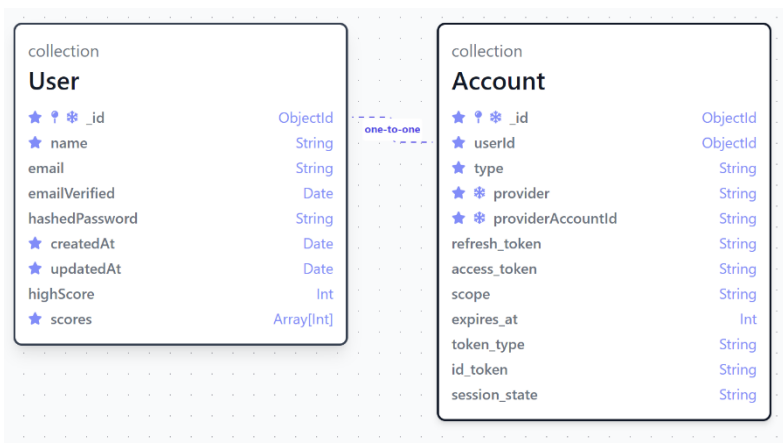 collection
User
_id ObjectId
name String
email String
emailVerified Date
hashedPassword String
createdAt Date
updatedAt Date
highScore Int
scores Array[Int]
one-to-one
collection
Account
_id ObjectId
userId ObjectId
type String
provider String
providerAccountId String
refresh_token String
access_token String
scope String
expires_at Int
token_type String
id_token String
session_state String